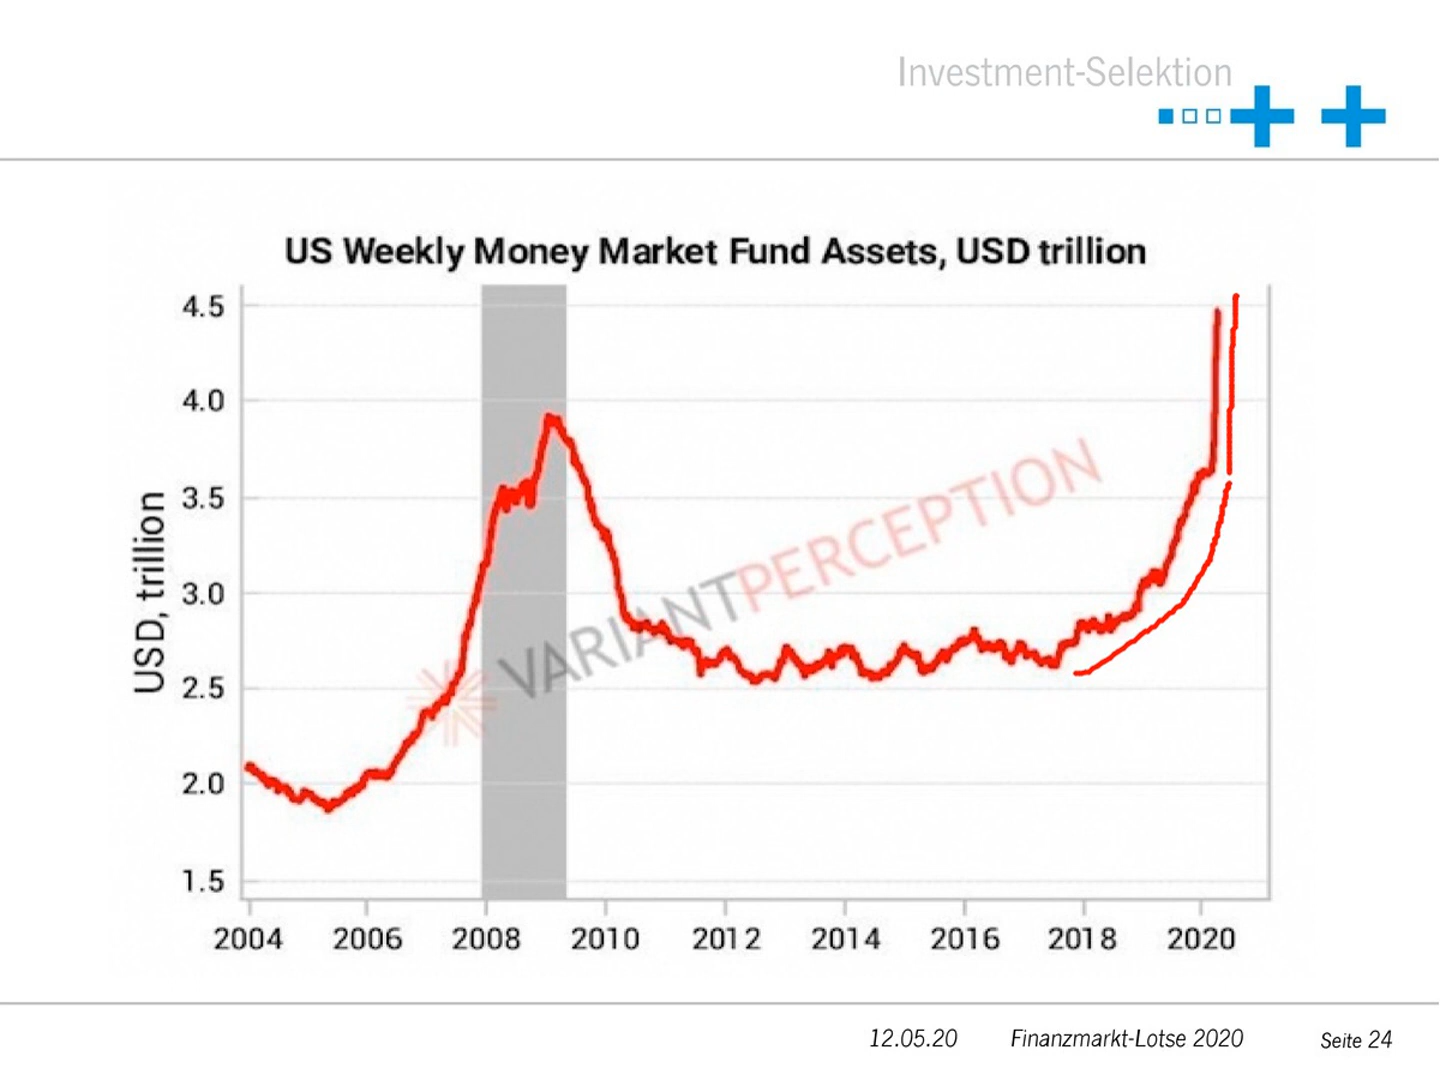 Investment-Selektion
US Weekly Money Market Fund Assets, USD trillion
USD, trillion
4.5
4.0
3.5
3.0
2.5
2.0
1.5
VARIANTPERCEPTION
2004 2006 2008 2010 2012 2014 2016 2018 2020
12.05.20 Finanzmarkt-Lotse 2020 Seite 24